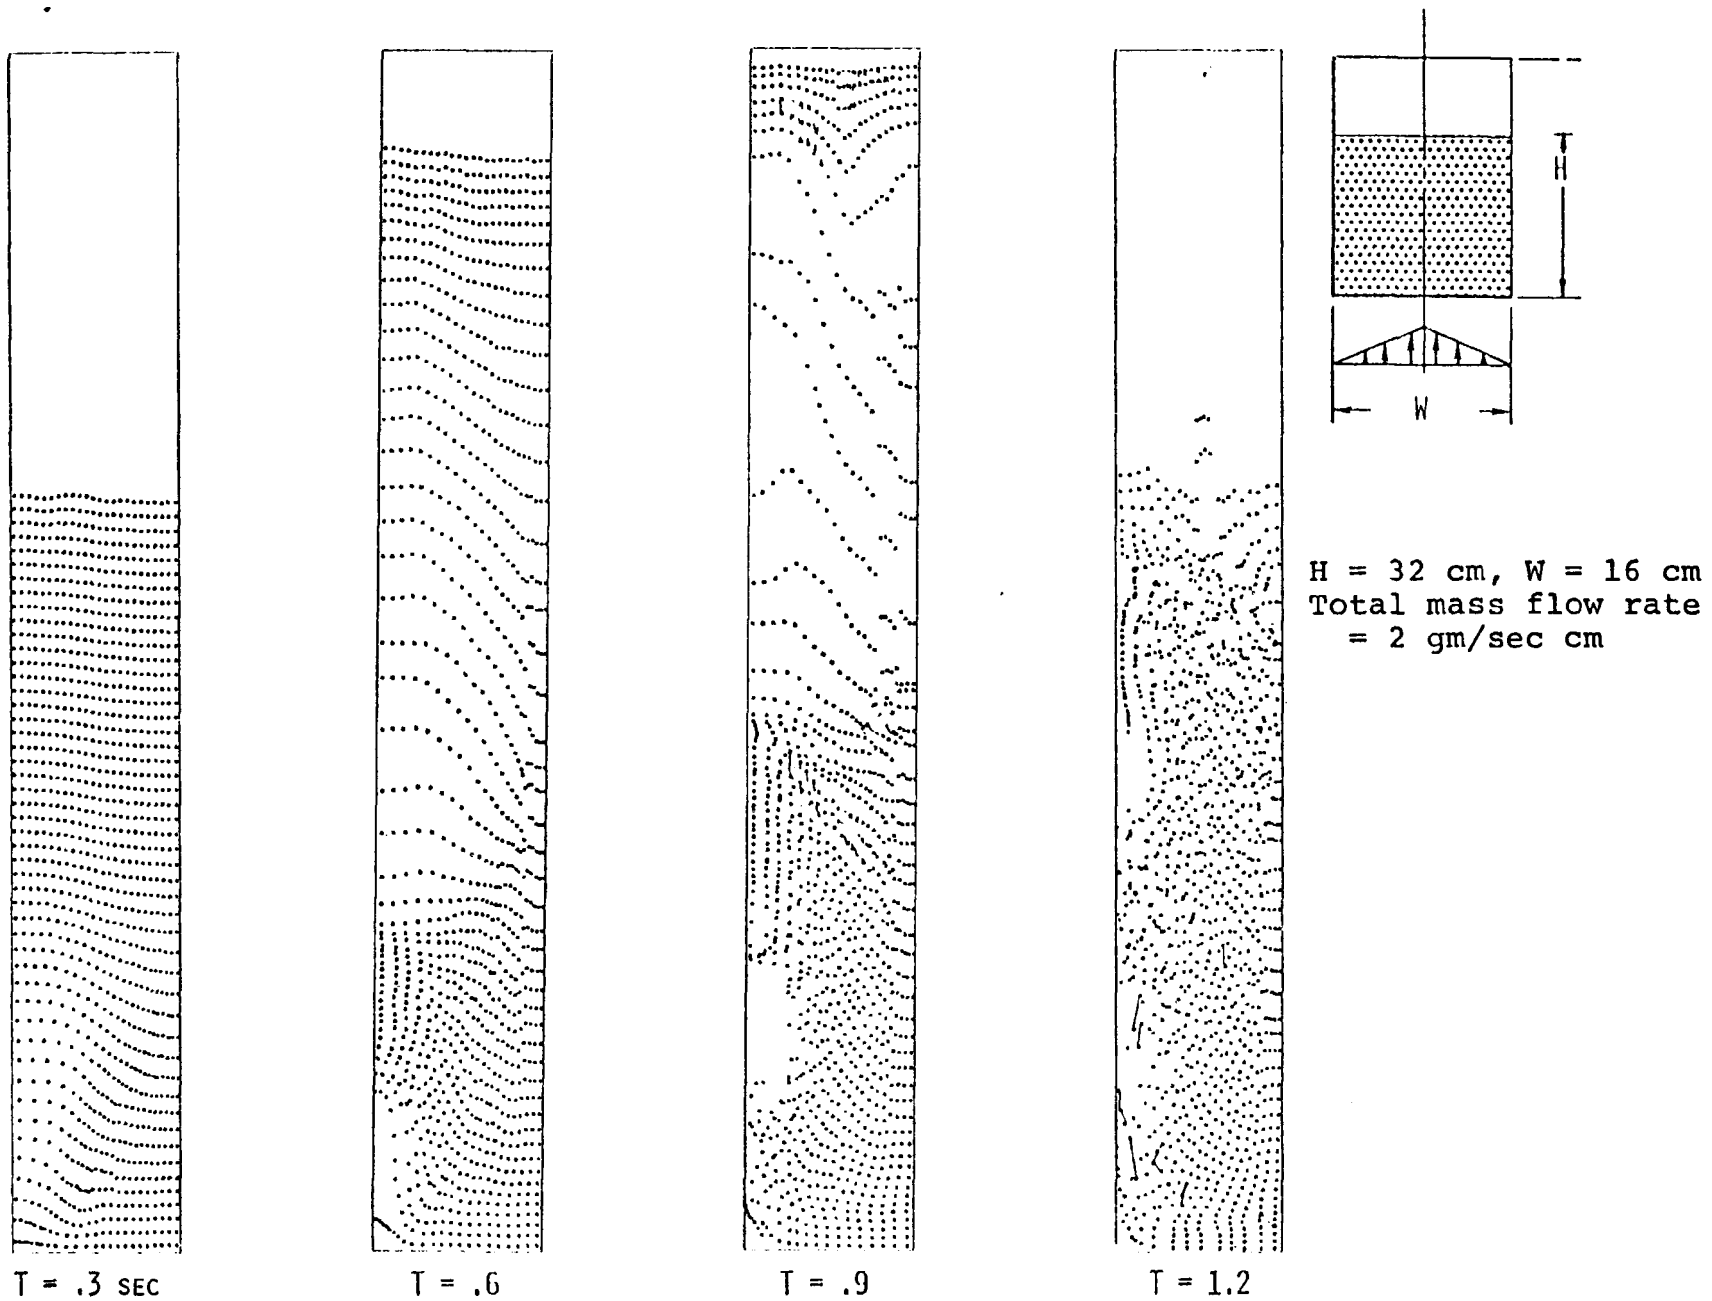 H
W
H = 32 cm, W = 16 cm
Total mass flow rate
= 2 gm/sec cm
T = .3 SEC
T = .6
T = .9
T = 1.2